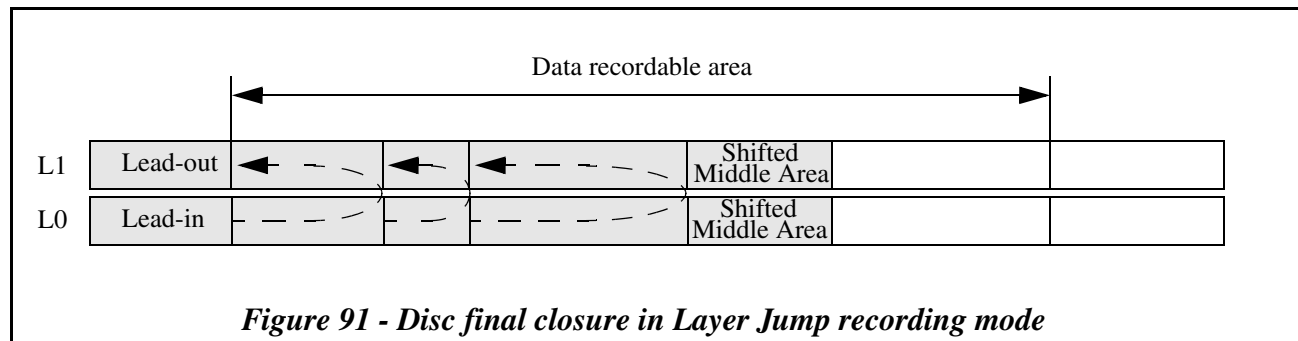 Data recordable area
L1
Lead-out
Shifted
Middle Area
L0
Lead-in
Shifted
Middle Area
Figure 91 - Disc final closure in Layer Jump recording mode